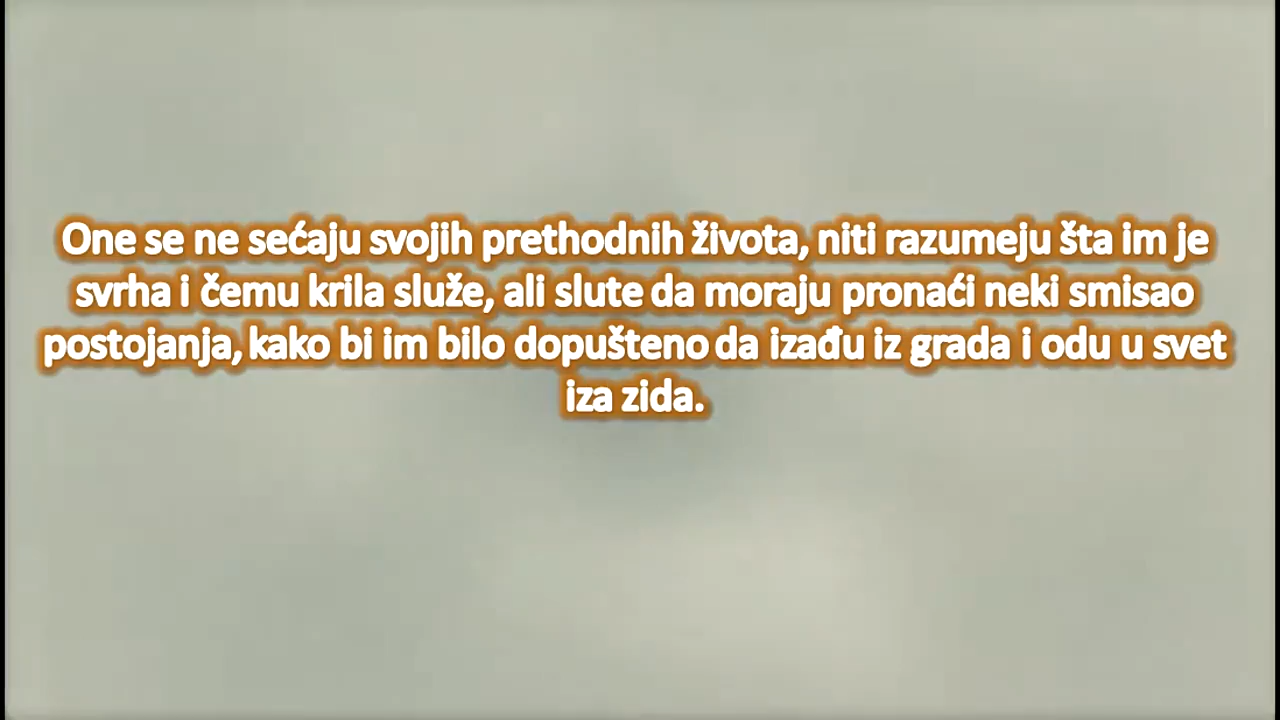 One se ne sećaju svojih prethodnih života, niti razumeju šta im je
svrha i čemu krila služe, ali slute da moraju pronaći neki smisao
postojanja, kako bi im bilo dopušteno da izađu iz grada i odu u svet
iza zida.